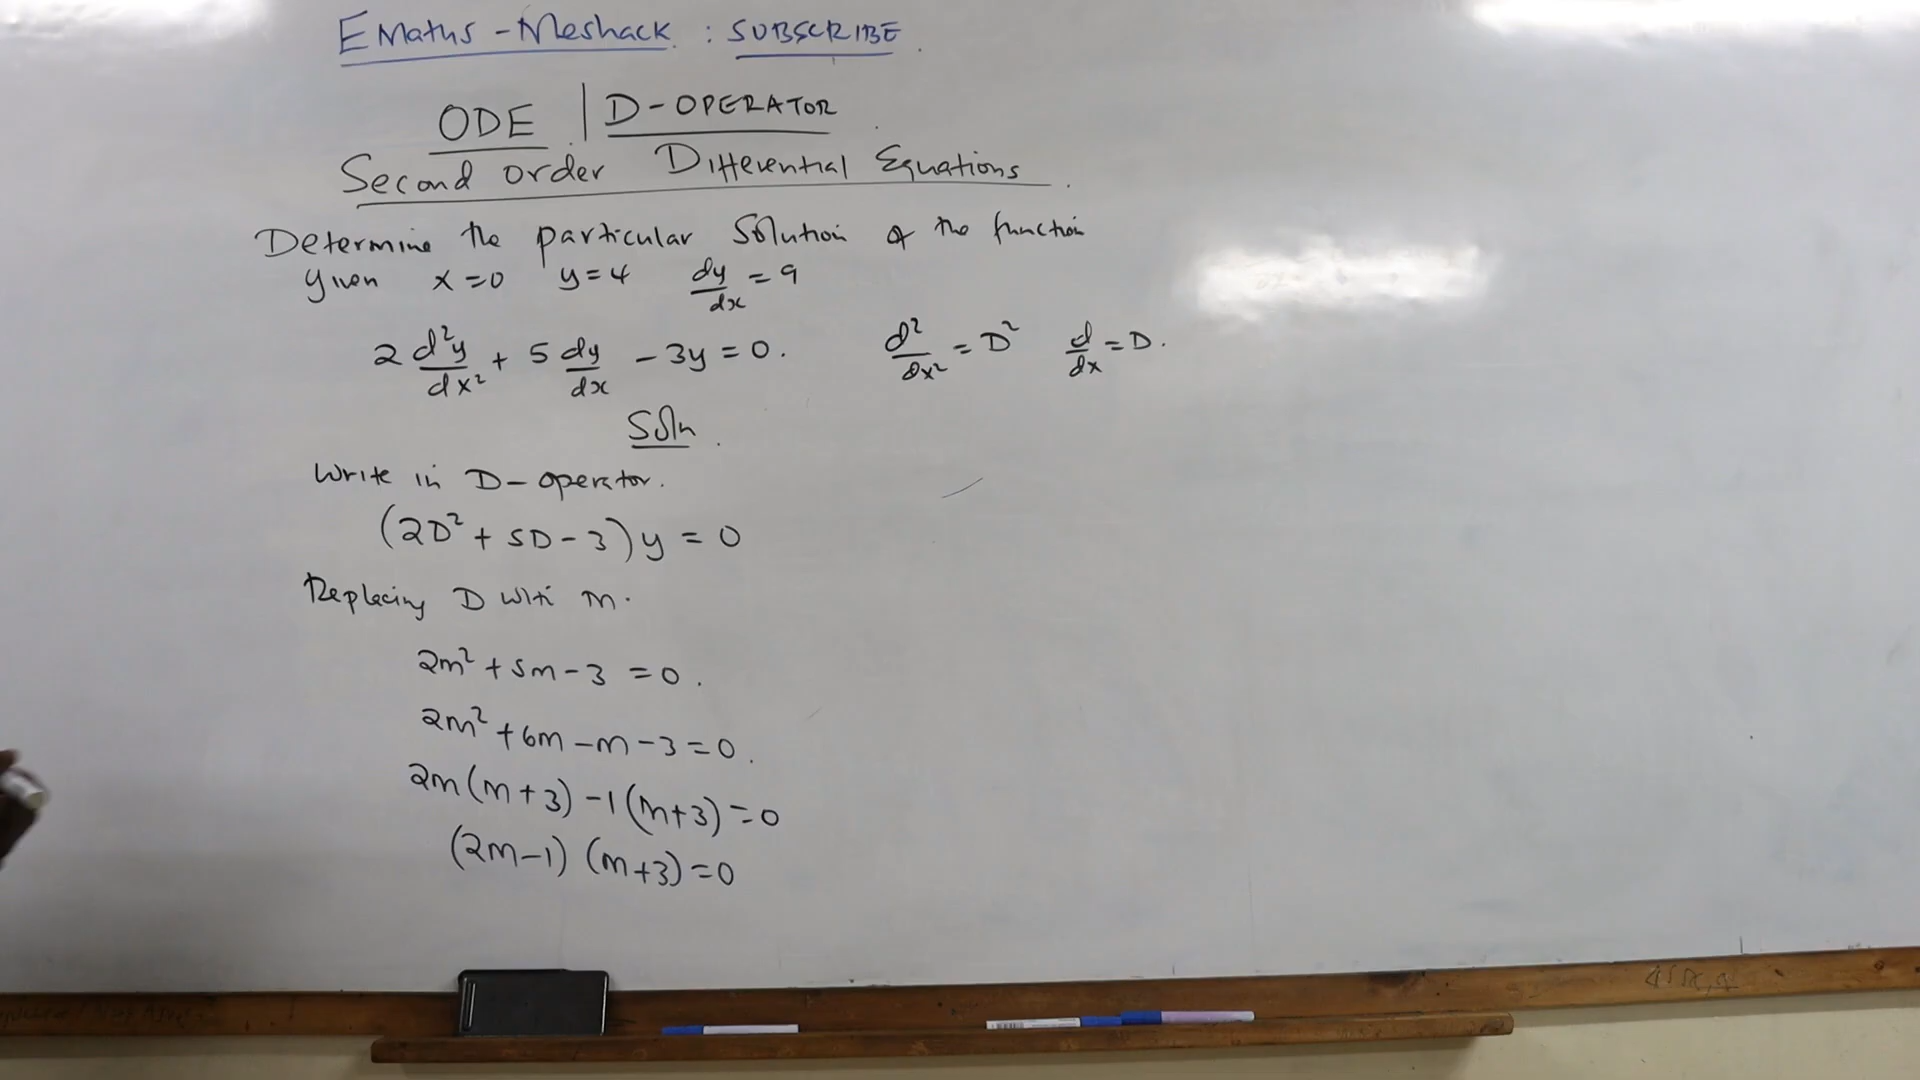 EMaths - Meshack : SUBSCRIBE
ODE | D-OPERATOR
Second order Differential Equations
Determine the particular Solution of the function
given x=0 y=4 dy/dx = 9
2 d²y/dx² + 5 dy/dx - 3y = 0. d²/dx² = D² d/dx = D.
Soln
Write in D-operator.
(2D² + 5D - 3)y = 0
Replacing D with m.
2m² + 5m - 3 = 0.
2m² + 6m - m - 3 = 0.
2m(m+3) - 1(m+3) = 0
(2m-1) (m+3) = 0